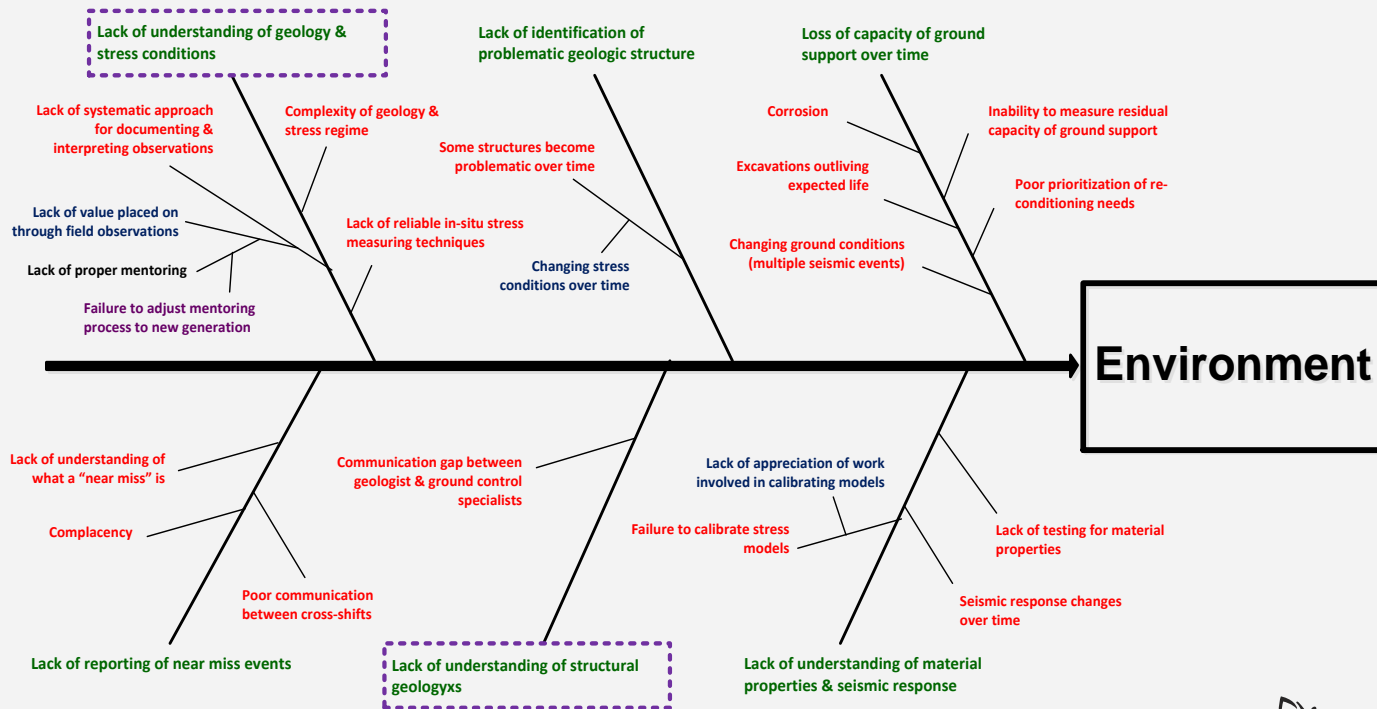 Lack of understanding of geology &
stress conditions
Lack of identification of
problematic geologic structure
Loss of capacity of ground
support over time
Lack of systematic approach
for documenting &
interpreting observations
Complexity of geology &
stress regime
Lack of value placed on
through field observations
Lack of reliable in-situ stress
measuring techniques
Lack of proper mentoring
Failure to adjust mentoring
process to new generation
Some structures become
problematic over time
Changing stress
conditions over time
Corrosion
Inability to measure residual
capacity of ground support
Excavations outliving
expected life
Poor prioritization of re-
conditioning needs
Changing ground conditions
(multiple seismic events)
Environment
Lack of understanding of
what a “near miss” is
Complacency
Poor communication
between cross-shifts
Communication gap between
geologist & ground control
specialists
Lack of appreciation of work
involved in calibrating models
Failure to calibrate stress
models
Lack of testing for material
properties
Seismic response changes
over time
Lack of reporting of near miss events
Lack of understanding of structural
geologyxs
Lack of understanding of material
properties & seismic response